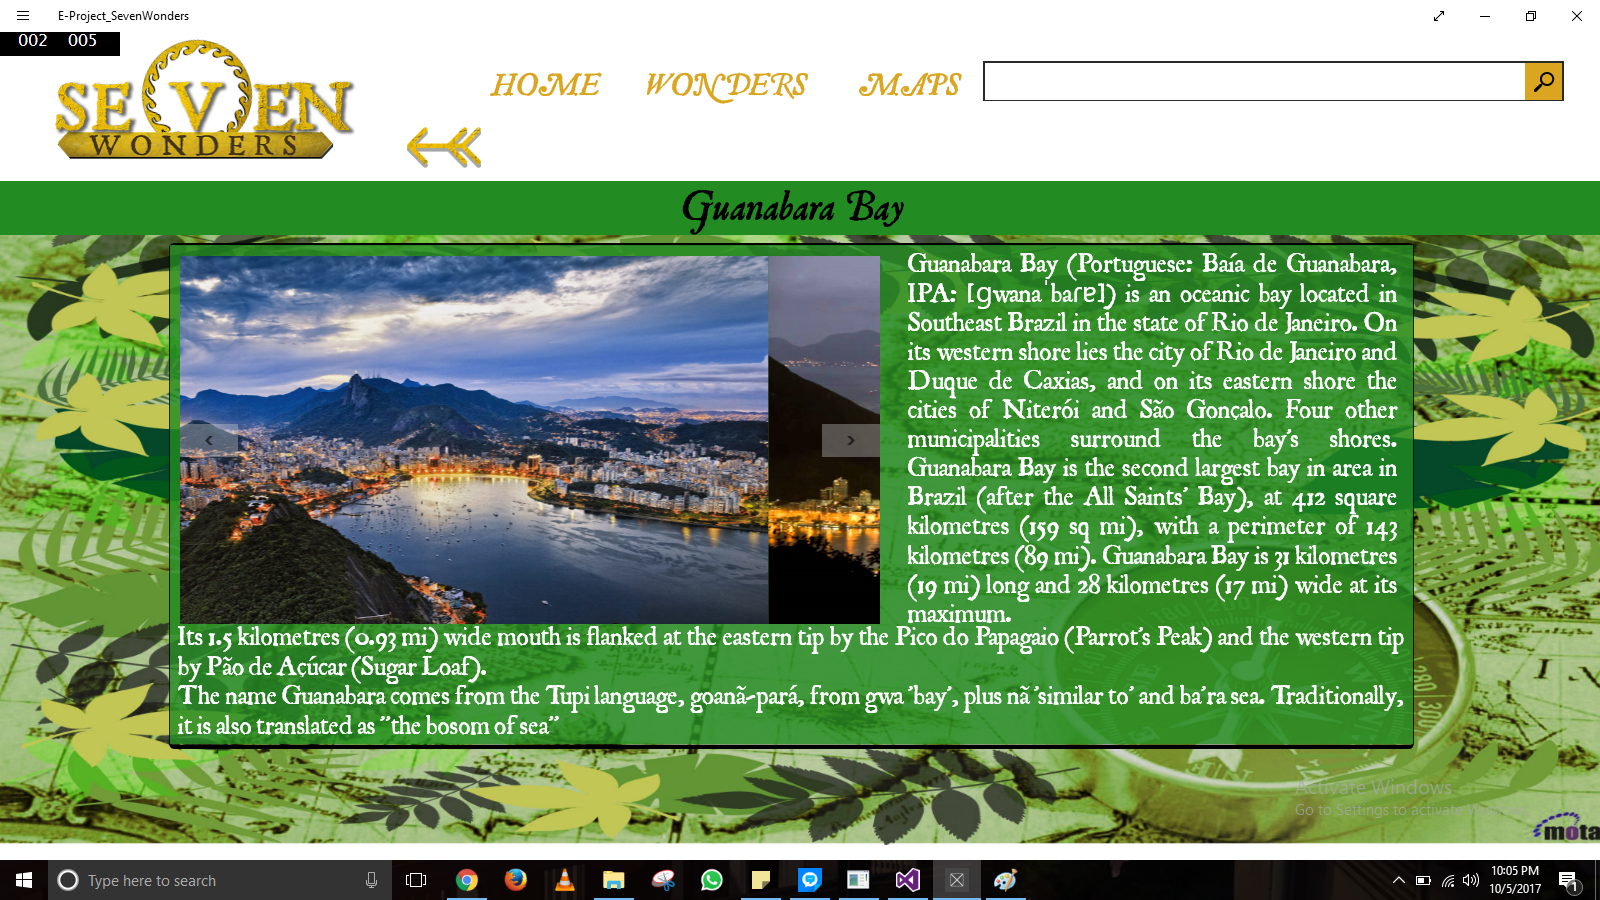 E-Project_SevenWonders
002 005
SEVEN
WONDERS
HOME WONDERS MAPS
Guanabara Bay
Guanabara Bay (Portuguese: Baía de Guanabara,
IPA: [ɡwanaˈbaɾɐ]) is an oceanic bay located in
Southeast Brazil in the state of Rio de Janeiro. On
its western shore lies the city of Rio de Janeiro and
Duque de Caxias, and on its eastern shore the
cities of Niterói and São Gonçalo. Four other
municipalities surround the bay's shores.
Guanabara Bay is the second largest bay in area in
Brazil (after the All Saints' Bay), at 412 square
kilometres (159 sq mi), with a perimeter of 143
kilometres (89 mi). Guanabara Bay is 31 kilometres
(19 mi) long and 28 kilometres (17 mi) wide at its
maximum.
Its 1.5 kilometres (0.93 mi) wide mouth is flanked at the eastern tip by the Pico do Papagaio (Parrot's Peak) and the western tip
by Pão de Açúcar (Sugar Loaf).
The name Guanabara comes from the Tupi language, goanã-pará, from gwa 'bay', plus nã 'similar to' and ba'ra sea. Traditionally,
it is also translated as "the bosom of sea"
Activate Windows
Go to Settings to activate
mota
Type here to search
10:05 PM
10/5/2017
1